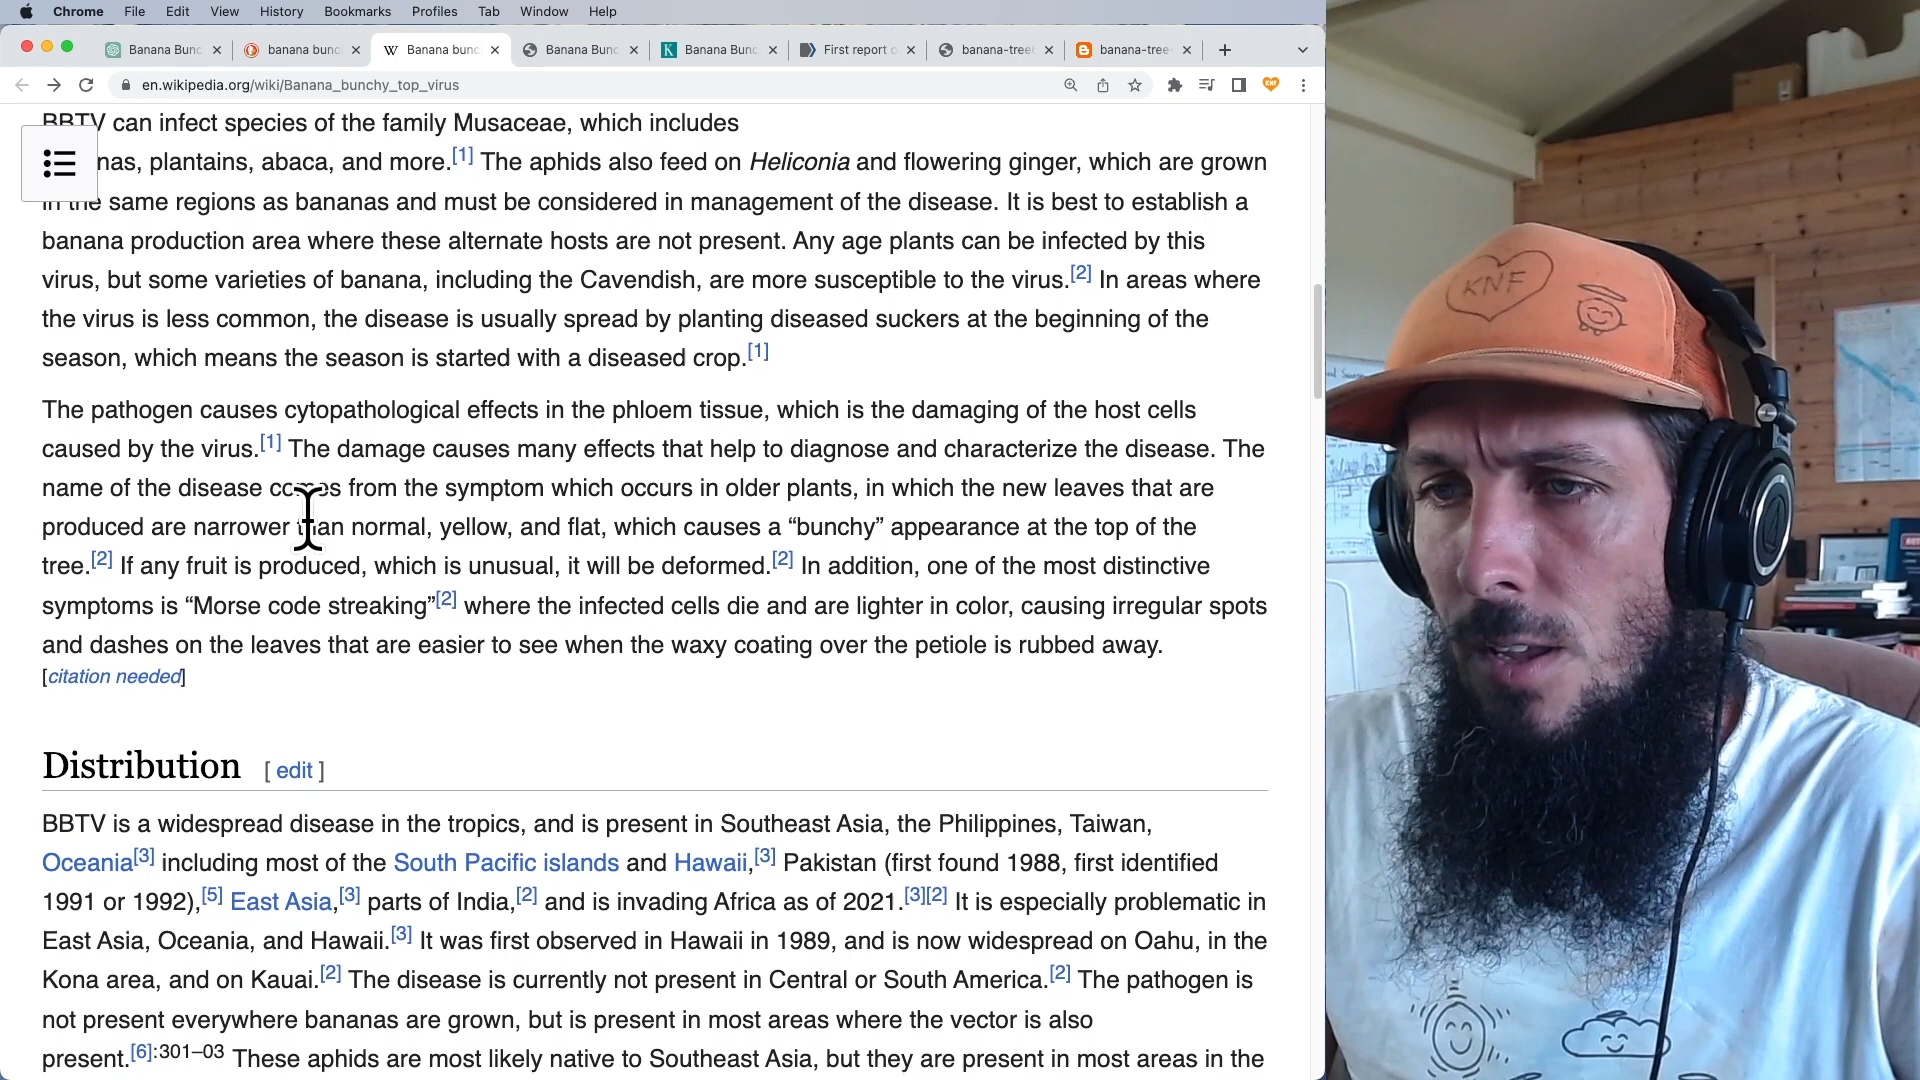 Chrome File Edit View History Bookmarks Profiles Tab Window Help
Banana Bunc banana bunc Banana bunc Banana Bunc Banana Bunc First report o banana-tree banana-tree-
en.wikipedia.org/wiki/Banana_bunchy_top_virus
BBTV can infect species of the family Musaceae, which includes
nas, plantains, abaca, and more.[1] The aphids also feed on Heliconia and flowering ginger, which are grown
in the same regions as bananas and must be considered in management of the disease. It is best to establish a
banana production area where these alternate hosts are not present. Any age plants can be infected by this
virus, but some varieties of banana, including the Cavendish, are more susceptible to the virus.[2] In areas where
the virus is less common, the disease is usually spread by planting diseased suckers at the beginning of the
season, which means the season is started with a diseased crop.[1]
The pathogen causes cytopathological effects in the phloem tissue, which is the damaging of the host cells
caused by the virus.[1] The damage causes many effects that help to diagnose and characterize the disease. The
name of the disease comes from the symptom which occurs in older plants, in which the new leaves that are
produced are narrower than normal, yellow, and flat, which causes a “bunchy” appearance at the top of the
tree.[2] If any fruit is produced, which is unusual, it will be deformed.[2] In addition, one of the most distinctive
symptoms is “Morse code streaking”[2] where the infected cells die and are lighter in color, causing irregular spots
and dashes on the leaves that are easier to see when the waxy coating over the petiole is rubbed away.
[citation needed]
Distribution [ edit ]
BBTV is a widespread disease in the tropics, and is present in Southeast Asia, the Philippines, Taiwan,
Oceania[3] including most of the South Pacific islands and Hawaii,[3] Pakistan (first found 1988, first identified
1991 or 1992),[5] East Asia,[3] parts of India,[2] and is invading Africa as of 2021.[3][2] It is especially problematic in
East Asia, Oceania, and Hawaii.[3] It was first observed in Hawaii in 1989, and is now widespread on Oahu, in the
Kona area, and on Kauai.[2] The disease is currently not present in Central or South America.[2] The pathogen is
not present everywhere bananas are grown, but is present in most areas where the vector is also
present.[6]:301–03 These aphids are most likely native to Southeast Asia, but they are present in most areas in the
KNF